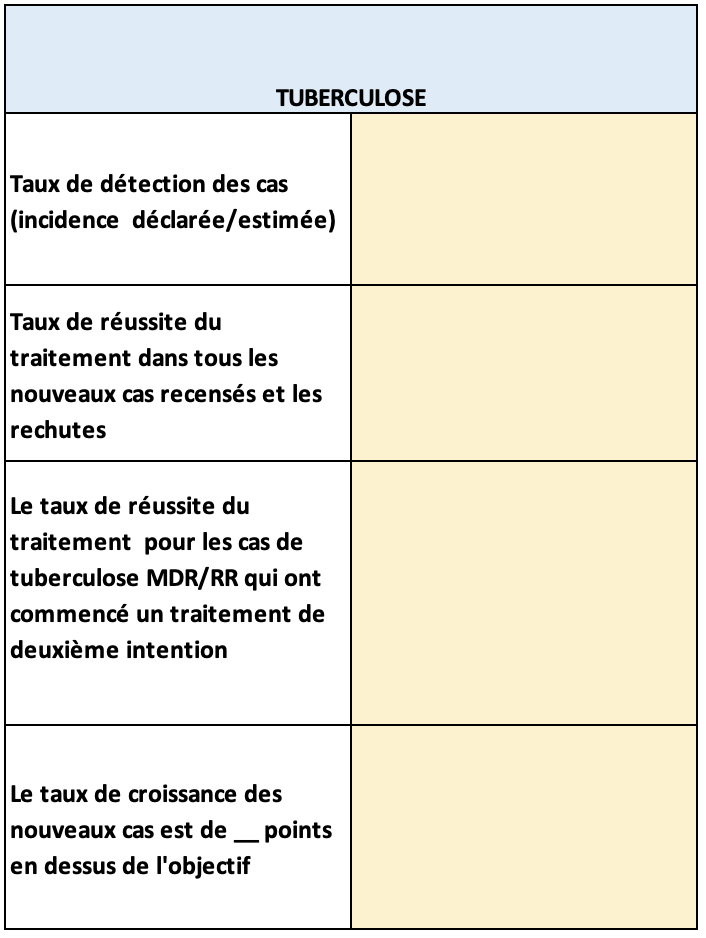 TUBERCULOSE
Taux de détection des cas
(incidence  déclarée/estimée)
Taux de réussite du
traitement dans tous les
nouveaux cas recensés et les
rechutes
Le taux de réussite du
traitement  pour les cas de
tuberculose MDR/RR qui ont
commencé un traitement de
deuxième intention
Le taux de croissance des
nouveaux cas est de __ points
en dessus de l'objectif